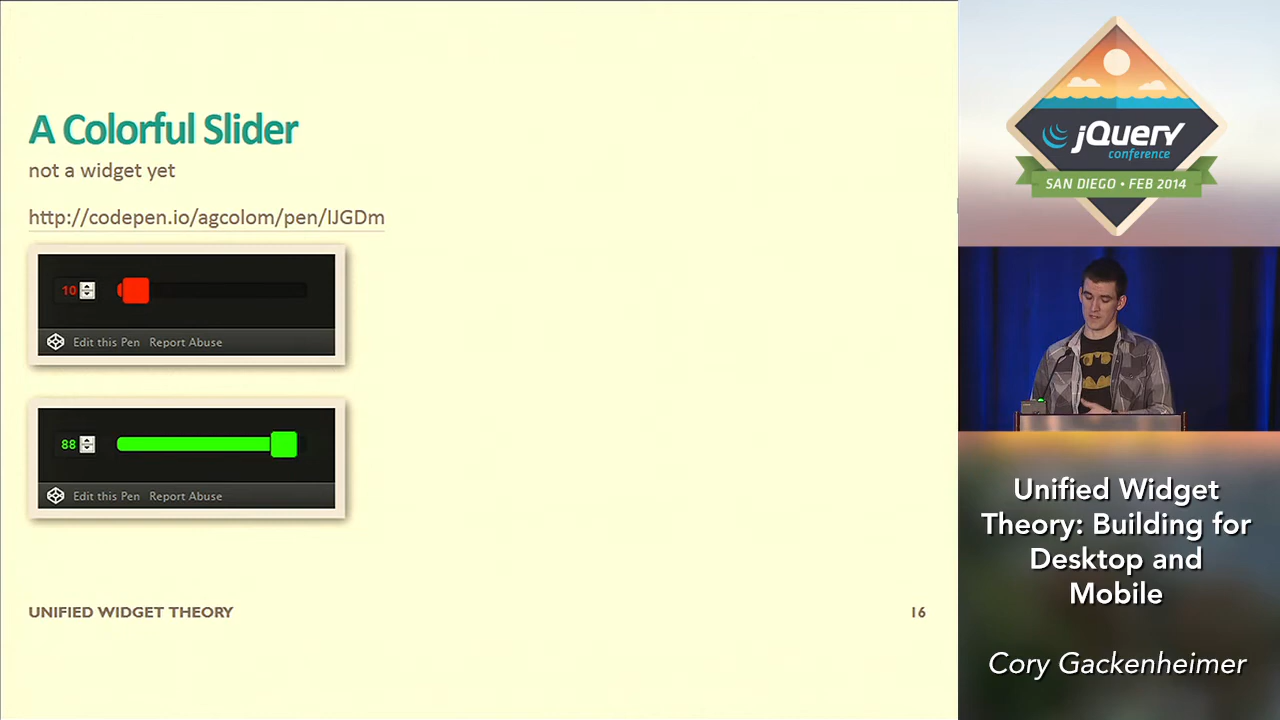 A Colorful Slider
not a widget yet
http://codepen.io/agcolom/pen/IJGDm
10
Edit this Pen Report Abuse
88
Edit this Pen Report Abuse
UNIFIED WIDGET THEORY
16
jQuery
conference
SAN DIEGO • FEB 2014
Unified Widget
Theory: Building for
Desktop and
Mobile
Cory Gackenheimer